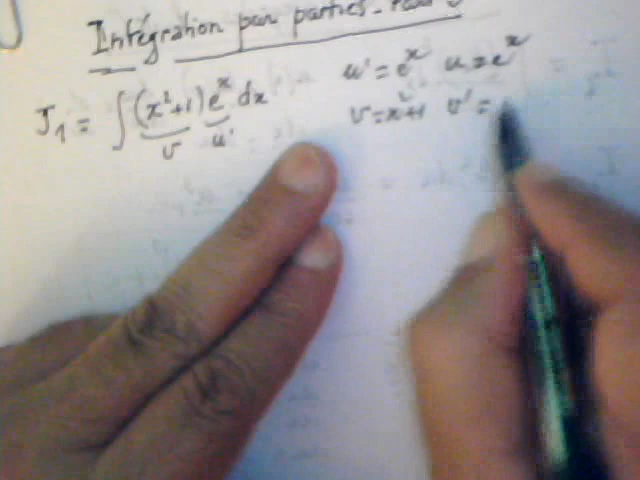 Intégration par parties
J₁ = ∫ (x²+1) eˣ dx u' = eˣ u = eˣ
v u' v = x²+1 v' =